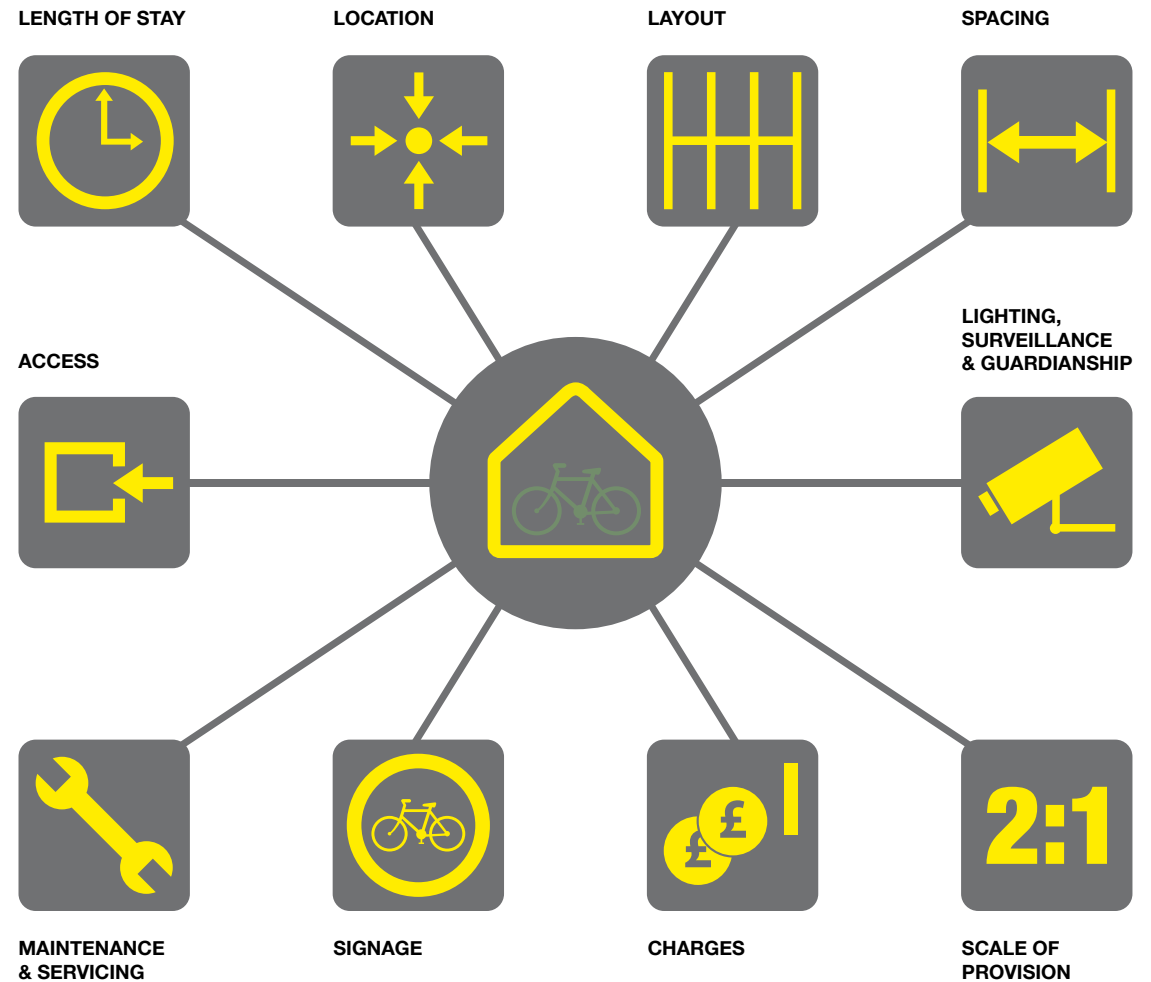 LENGTH OF STAY
LOCATION
LAYOUT
SPACING
ACCESS
LIGHTING,
SURVEILLANCE
& GUARDIANSHIP
£
£
2:1
MAINTENANCE
& SERVICING
SIGNAGE
CHARGES
SCALE OF
PROVISION